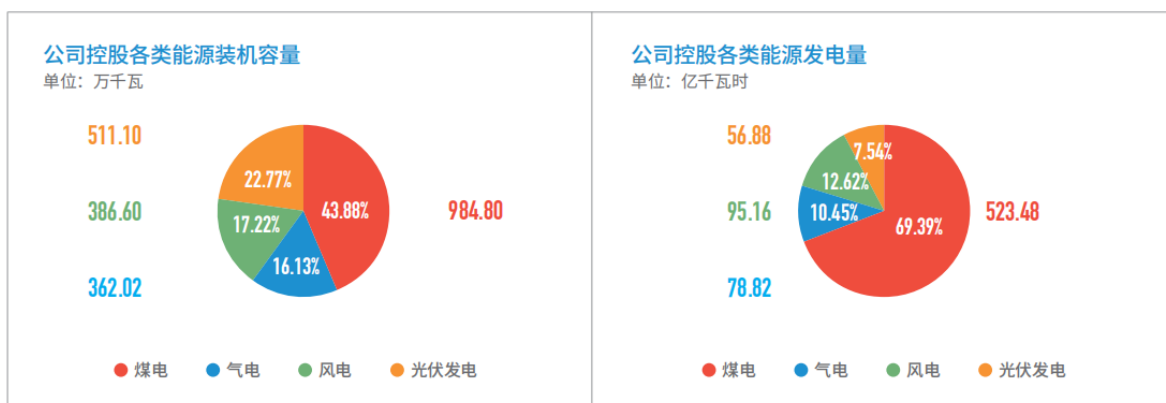 公司控股各类能源装机容量
单位：万千瓦
511.10
22.77%
43.88%
386.60
984.80
17.22%
16.13%
362.02
煤电 气电 风电 光伏发电
公司控股各类能源发电量
单位：亿千瓦时
56.88
7.54%
12.62%
95.16
10.45%
523.48
69.39%
78.82
煤电 气电 风电 光伏发电